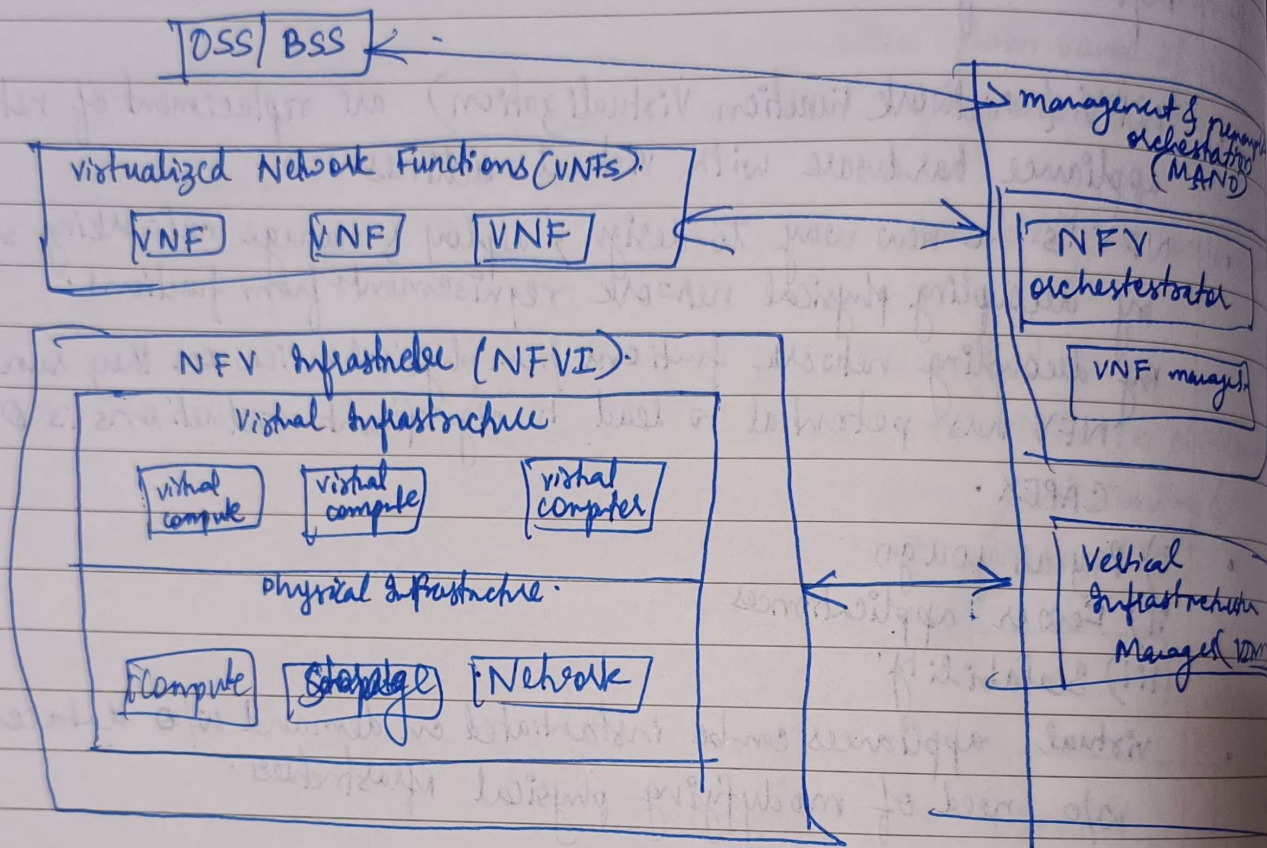 OSS/ BSS
management &
orchestration
(MANO)
virtualized Network Functions (VNFs).
VNF
VNF
VNF
NFV
orchestestrator
VNF manager
NFV Infrastructure (NFVI).
Virtual Infrastructure
virtual
compute
virtual
compute
virtual
computer
physical Infrastructure.
Compute
Storage
Network
Vertical
Infrastructure
Manager